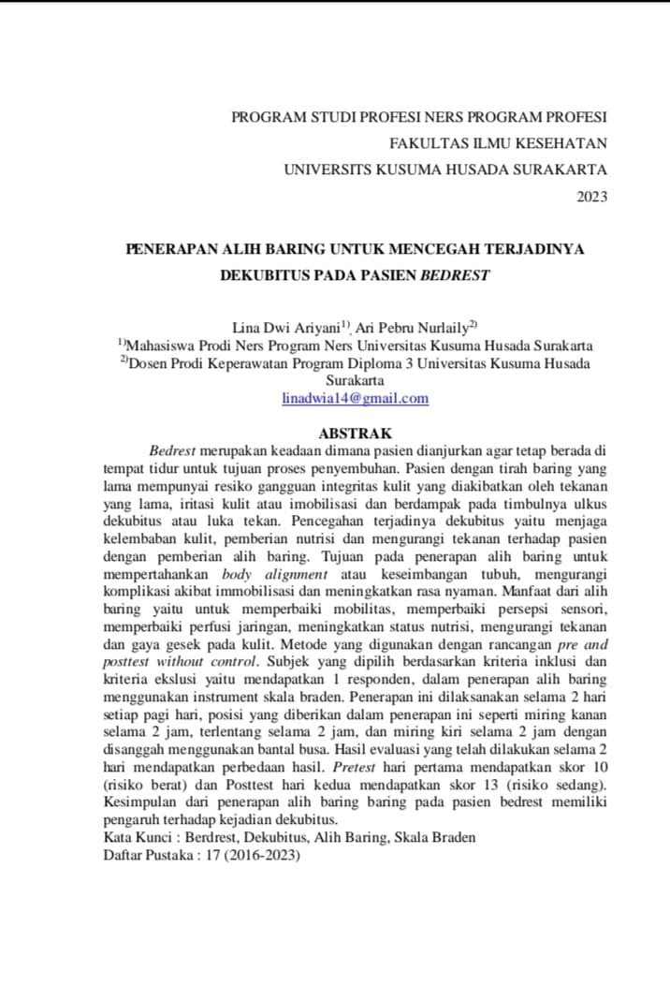 PROGRAM STUDI PROFESI NERS PROGRAM PROFESI
FAKULTAS ILMU KESEHATAN
UNIVERSITS KUSUMA HUSADA SURAKARTA
2023
PENERAPAN ALIH BARING UNTUK MENCEGAH TERJADINYA
DEKUBITUS PADA PASIEN BEDREST
Lina Dwi Ariyani¹⁾, Ari Pebru Nurlaily²⁾
¹⁾Mahasiswa Prodi Ners Program Ners Universitas Kusuma Husada Surakarta
²⁾Dosen Prodi Keperawatan Program Diploma 3 Universitas Kusuma Husada
Surakarta
linadwia14@gmail.com
ABSTRAK
Bedrest merupakan keadaan dimana pasien dianjurkan agar tetap berada di
tempat tidur untuk tujuan proses penyembuhan. Pasien dengan tirah baring yang
lama mempunyai resiko gangguan integritas kulit yang diakibatkan oleh tekanan
yang lama, iritasi kulit atau imobilisasi dan berdampak pada timbulnya ulkus
dekubitus atau luka tekan. Pencegahan terjadinya dekubitus yaitu menjaga
kelembaban kulit, pemberian nutrisi dan mengurangi tekanan terhadap pasien
dengan pemberian alih baring. Tujuan pada penerapan alih baring untuk
mempertahankan body alignment atau keseimbangan tubuh, mengurangi
komplikasi akibat immobilisasi dan meningkatkan rasa nyaman. Manfaat dari alih
baring yaitu untuk memperbaiki mobilitas, memperbaiki persepsi sensori,
memperbaiki perfusi jaringan, meningkatkan status nutrisi, mengurangi tekanan
dan gaya gesek pada kulit. Metode yang digunakan dengan rancangan pre and
posttest without control. Subjek yang dipilih berdasarkan kriteria inklusi dan
kriteria ekslusi yaitu mendapatkan 1 responden, dalam penerapan alih baring
menggunakan instrument skala braden. Penerapan ini dilaksanakan selama 2 hari
setiap pagi hari, posisi yang diberikan dalam penerapan ini seperti miring kanan
selama 2 jam, terlentang selama 2 jam, dan miring kiri selama 2 jam dengan
disanggah menggunakan bantal busa. Hasil evaluasi yang telah dilakukan selama 2
hari mendapatkan perbedaan hasil. Pretest hari pertama mendapatkan skor 10
(risiko berat) dan Posttest hari kedua mendapatkan skor 13 (risiko sedang).
Kesimpulan dari penerapan alih baring baring pada pasien bedrest memiliki
pengaruh terhadap kejadian dekubitus.
Kata Kunci : Berdrest, Dekubitus, Alih Baring, Skala Braden
Daftar Pustaka : 17 (2016-2023)